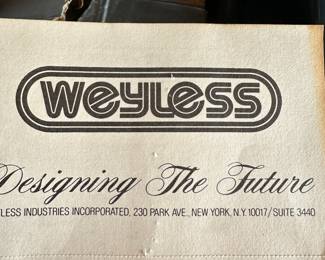 weyless
Designing The Future
LESS INDUSTRIES INCORPORATED, 230 PARK AVE., NEW YORK, N.Y. 10017/SUITE 3440